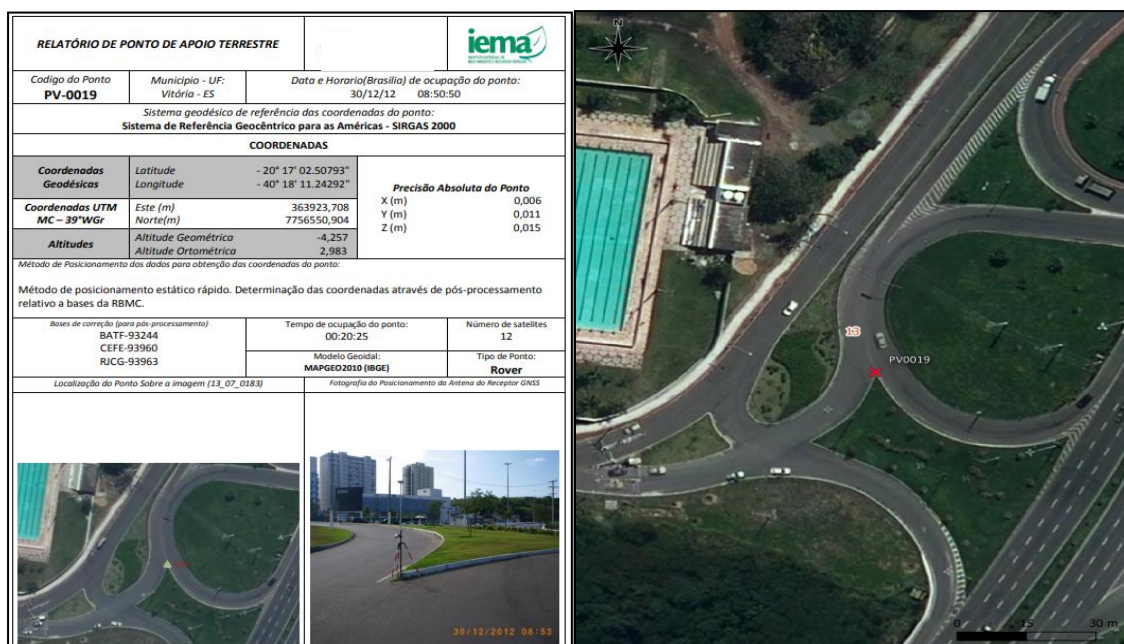 RELATÓRIO DE PONTO DE APOIO TERRESTRE
iema
Codigo do Ponto
PV-0019
Municipio - UF:
Vitória - ES
Data e Horario(Brasilia) de ocupação do ponto:
30/12/12 08:50:50
Sistema geodésico de referência das coordenadas do ponto:
Sistema de Referência Geocêntrico para as Américas - SIRGAS 2000
COORDENADAS
Coordenadas Geodésicas
Latitude - 20° 17' 02.50793"
Longitude - 40° 18' 11.24292"
Coordenadas UTM
MC – 39°WGr
Este (m) 363923,708
Norte(m) 7756550,904
Altitudes
Altitude Geométrica -4,257
Altitude Ortométrica 2,983
Precisão Absoluta do Ponto
X (m) 0,006
Y (m) 0,011
Z (m) 0,015
Método de Posicionamento dos dados para obtenção das coordenadas do ponto:
Método de posicionamento estático rápido. Determinação das coordenadas através de pós-processamento
relativo a bases da RBMC.
Bases de correção (para pós-processamento)
BATF-93244
CEFE-93960
RJCG-93963
Tempo de ocupação do ponto:
00:20:25
Número de satelites
12
Modelo Geoidal:
MAPGEO2010 (IBGE)
Tipo de Ponto:
Rover
Localização do Ponto Sobre a imagem (13_07_0183)
Fotografia do Posicionamento da Antena do Receptor GNSS
30/12/2012 08:53
N
13
PV0019
0 15 30 m